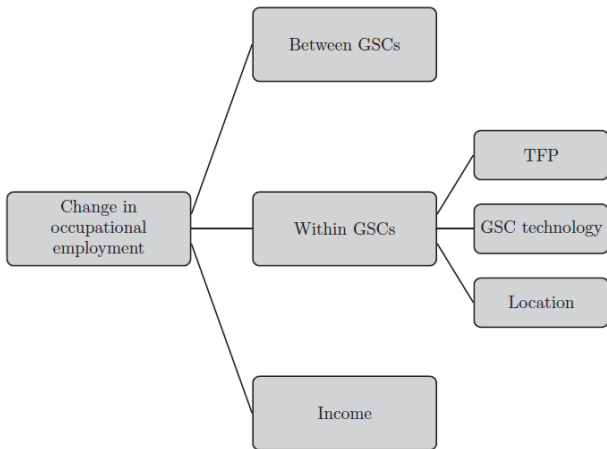 Between GSCs
TFP
Change in
occupational
employment
Within GSCs
GSC technology
Location
Income